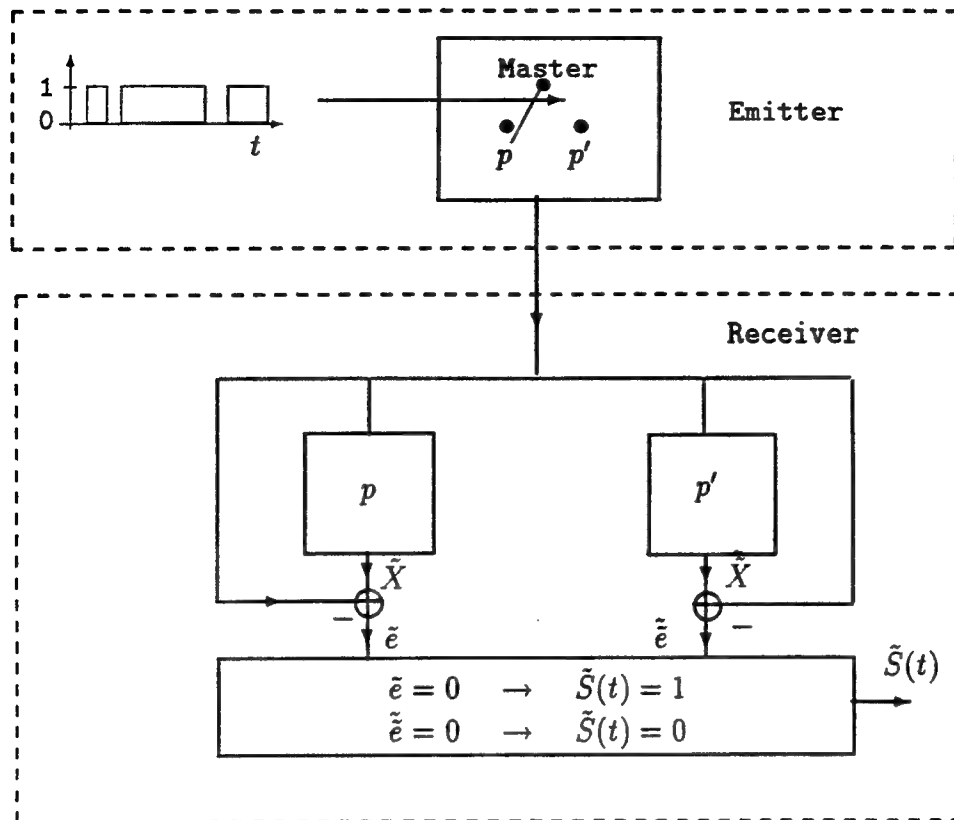 Master
1
0
t
p
p′
Emitter
Receiver
p
p′
X̃
X̃̃
−
−
ẽ
ẽ̃
ẽ = 0 → S̃(t) = 1
ẽ̃ = 0 → S̃(t) = 0
S̃(t)